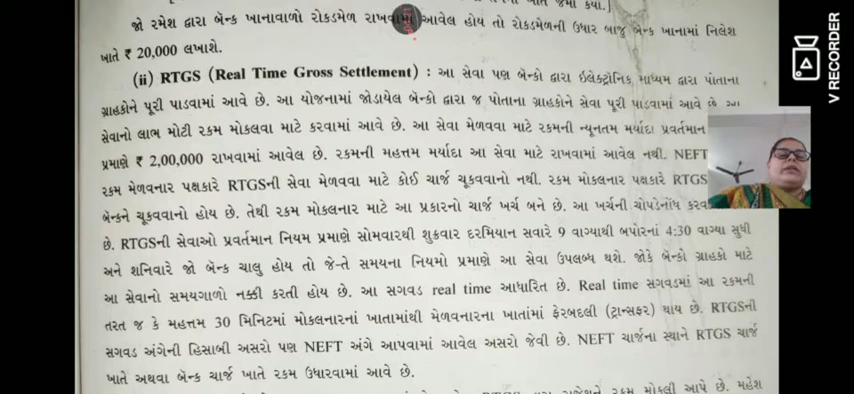 જો રમેશ દ્વારા બૅન્ક ખાનાવાળો રોકડમેળ રાખવામાં આવેલ હોય તો રોકડમેળની ઉધાર બાજુ બૅન્ક ખાનામાં નિલેશ
ખાતે ₹ 20,000 લખાશે.
(ii) RTGS (Real Time Gross Settlement) : આ સેવા પણ બૅન્કો દ્વારા ઇલેક્ટ્રૉનિક માધ્યમ દ્વારા પોતાના
ગ્રાહકોને પૂરી પાડવામાં આવે છે. આ યોજનામાં જોડાયેલ બૅન્કો દ્વારા જ પોતાના ગ્રાહકોને સેવા પૂરી પાડવામાં આવે છે. આ
સેવાનો લાભ મોટી રકમ મોકલવા માટે કરવામાં આવે છે. આ સેવા મેળવવા માટે રકમની ન્યૂનતમ મર્યાદા પ્રવર્તમાન
પ્રમાણે ₹ 2,00,000 રાખવામાં આવેલ છે. રકમની મહત્તમ મર્યાદા આ સેવા માટે રાખવામાં આવેલ નથી. NEFT
રકમ મેળવનાર પક્ષકારે RTGSની સેવા મેળવવા માટે કોઈ ચાર્જ ચૂકવવાનો નથી. રકમ મોકલનાર પક્ષકારે RTGS
બૅન્કને ચૂકવવાનો હોય છે. તેથી રકમ મોકલનાર માટે આ પ્રકારનો ચાર્જ ખર્ચ બને છે. આ ખર્ચની ચોપડેનોંધ
છે. RTGSની સેવાઓ પ્રવર્તમાન નિયમ પ્રમાણે સોમવારથી શુક્રવાર દરમિયાન સવારે 9 વાગ્યાથી બપોરનાં 4:30 વાગ્યા સુધી
અને શનિવારે જો બૅન્ક ચાલુ હોય તો જે-તે સમયના નિયમો પ્રમાણે આ સેવા ઉપલબ્ધ થશે. જોકે બૅન્કો ગ્રાહકો માટે
આ સેવાનો સમયગાળો નક્કી કરતી હોય છે. આ સગવડ real time આધારિત છે. Real time સગવડમાં આ રકમની
તરત જ કે મહત્તમ 30 મિનિટમાં મોકલનારનાં ખાતામાંથી મેળવનારના ખાતાંમાં ફેરબદલી (ટ્રાન્સફર) થાય છે. RTGSની
સગવડ અંગેની હિસાબી અસરો પણ NEFT અંગે આપવામાં આવેલ અસરો જેવી છે. NEFT ચાર્જના સ્થાને RTGS ચાર્જ
ખાતે અથવા બૅન્ક ચાર્જ ખાતે રકમ ઉધારવામાં આવે છે.
રકમ મોકલી આપે છે. મહેશ
V RECORDER